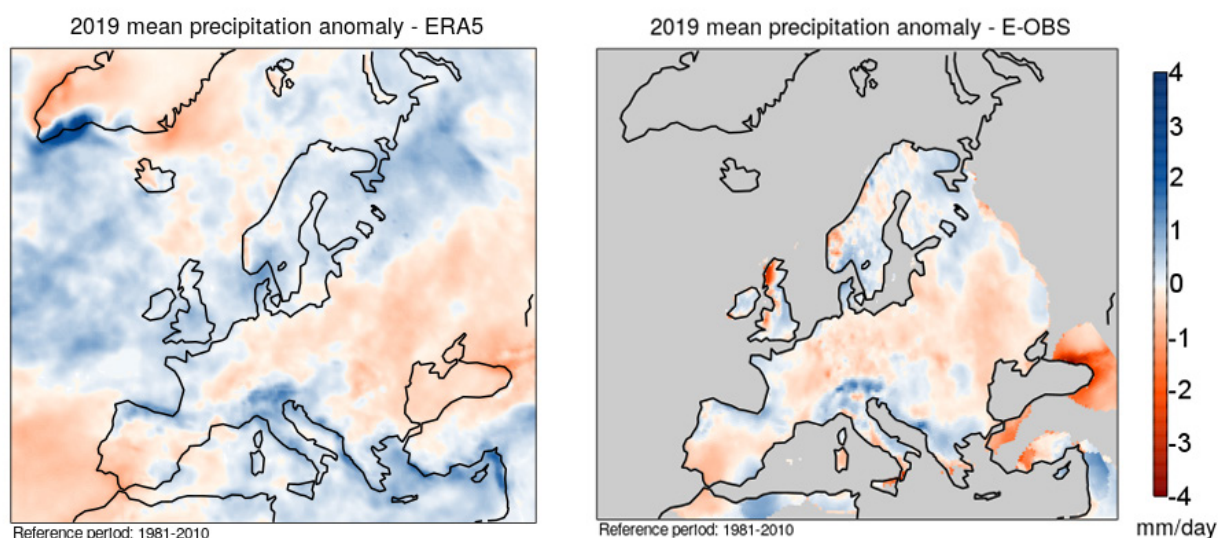 2019 mean precipitation anomaly - ERA5
2019 mean precipitation anomaly - E-OBS
4
3
2
1
0
-1
-2
-3
-4
mm/day
Reference period: 1981-2010
Reference period: 1981-2010